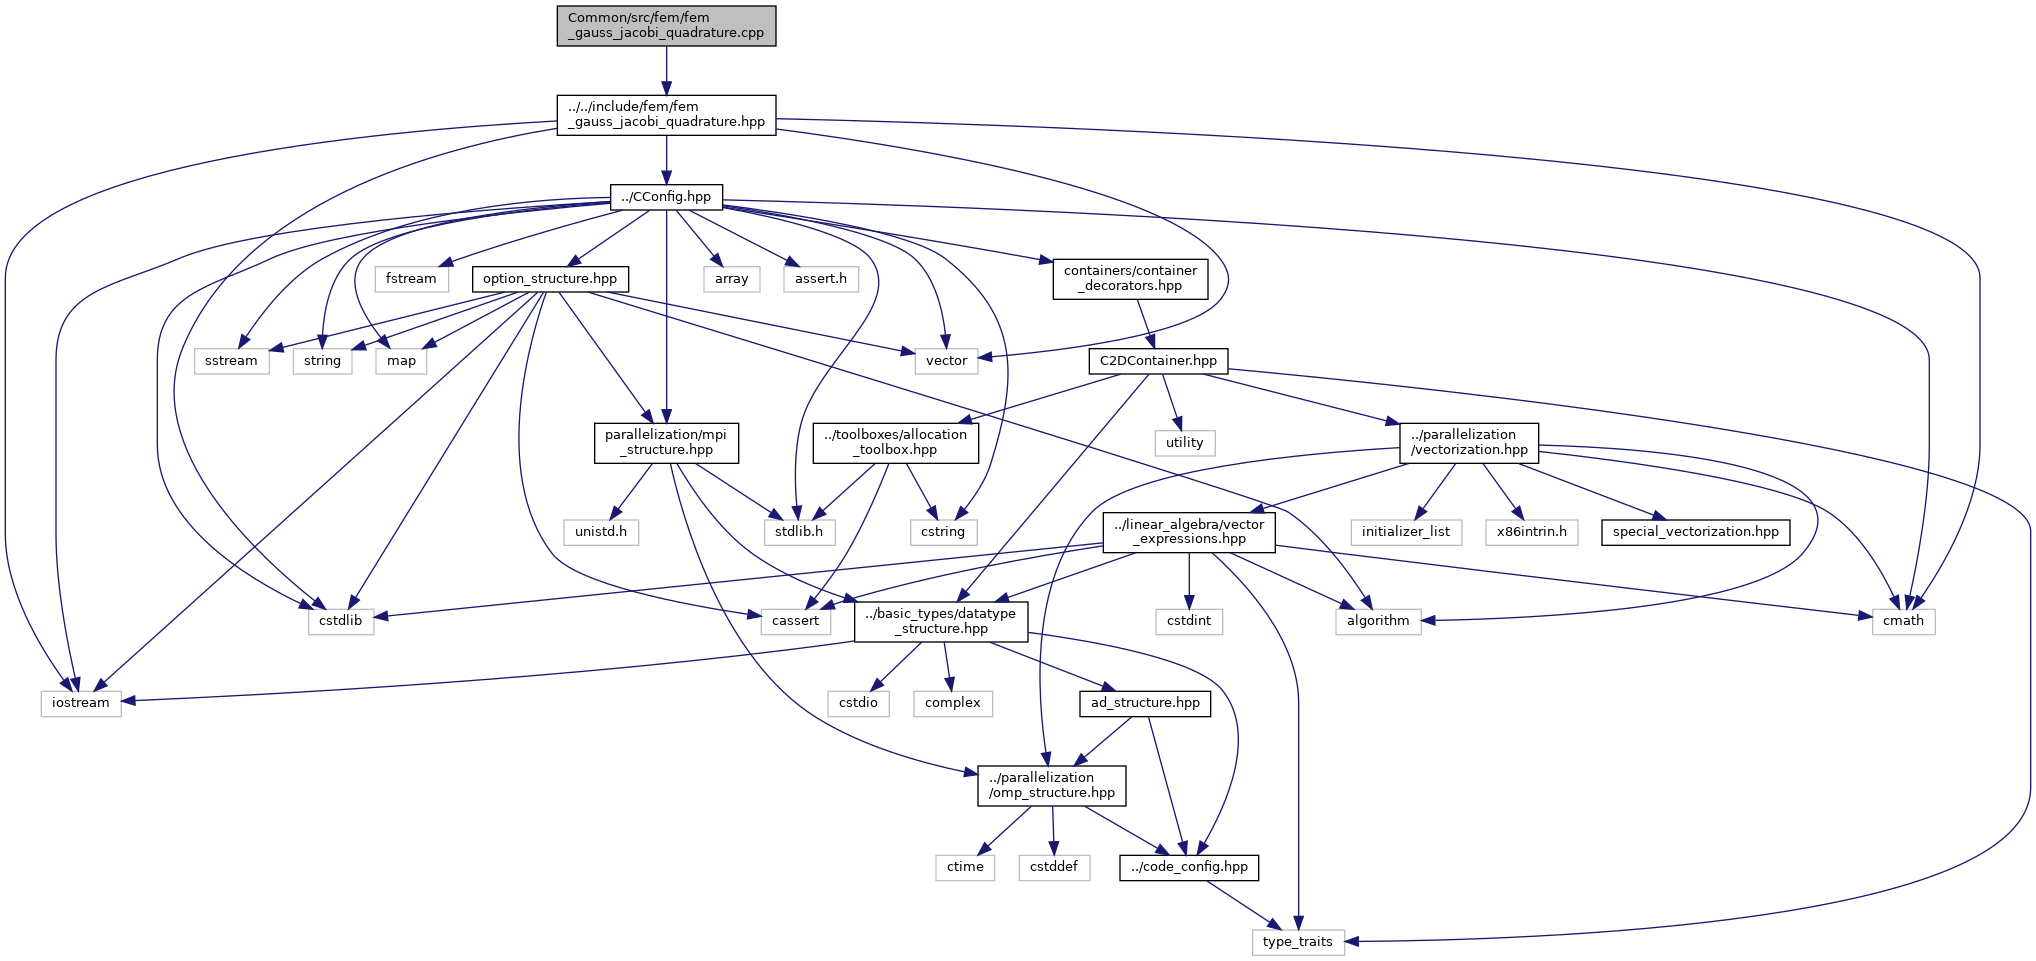 Common/src/fem/fem
_gauss_jacobi_quadrature.cpp
../../include/fem/fem
_gauss_jacobi_quadrature.hpp
../CConfig.hpp
fstream
option_structure.hpp
array
assert.h
containers/container
_decorators.hpp
sstream
string
map
vector
C2DContainer.hpp
parallelization/mpi
_structure.hpp
../toolboxes/allocation
_toolbox.hpp
utility
../parallelization
/vectorization.hpp
unistd.h
stdlib.h
cstring
../linear_algebra/vector
_expressions.hpp
initializer_list
x86intrin.h
special_vectorization.hpp
cstdlib
cassert
../basic_types/datatype
_structure.hpp
cstdint
algorithm
cmath
iostream
cstdio
complex
ad_structure.hpp
../parallelization
/omp_structure.hpp
ctime
cstddef
../code_config.hpp
type_traits